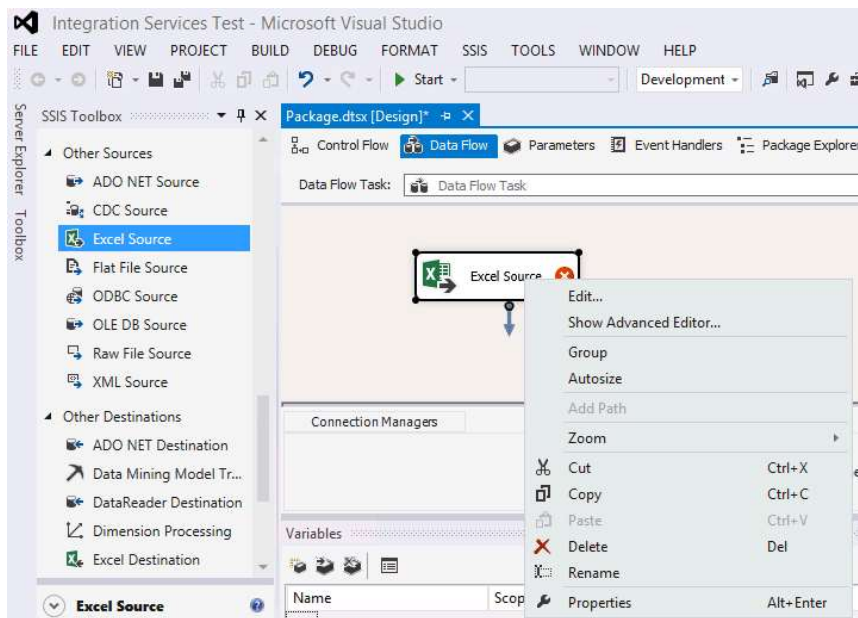 Integration Services Test - Microsoft Visual Studio
FILE EDIT VIEW PROJECT BUILD DEBUG FORMAT SSIS TOOLS WINDOW HELP
Start
Development
Server Explorer
Toolbox
SSIS Toolbox
Other Sources
ADO NET Source
CDC Source
Excel Source
Flat File Source
ODBC Source
OLE DB Source
Raw File Source
XML Source
Other Destinations
ADO NET Destination
Data Mining Model Tr...
DataReader Destination
Dimension Processing
Excel Destination
Excel Source
Package.dtsx [Design]*
Control Flow Data Flow Parameters Event Handlers Package Explorer
Data Flow Task: Data Flow Task
Excel Source
Connection Managers
Variables
Name Scop
Edit...
Show Advanced Editor...
Group
Autosize
Add Path
Zoom
Cut Ctrl+X
Copy Ctrl+C
Paste Ctrl+V
Delete Del
Rename
Properties Alt+Enter